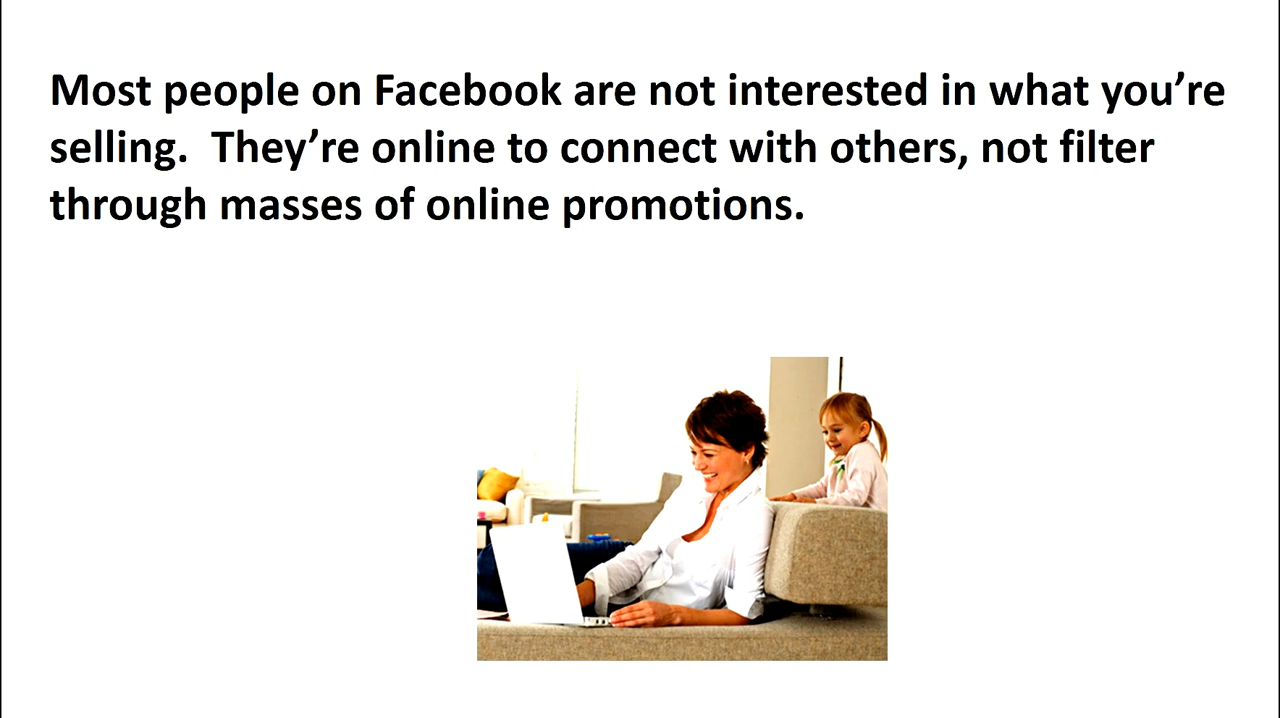 Most people on Facebook are not interested in what you’re
selling.  They’re online to connect with others, not filter
through masses of online promotions.